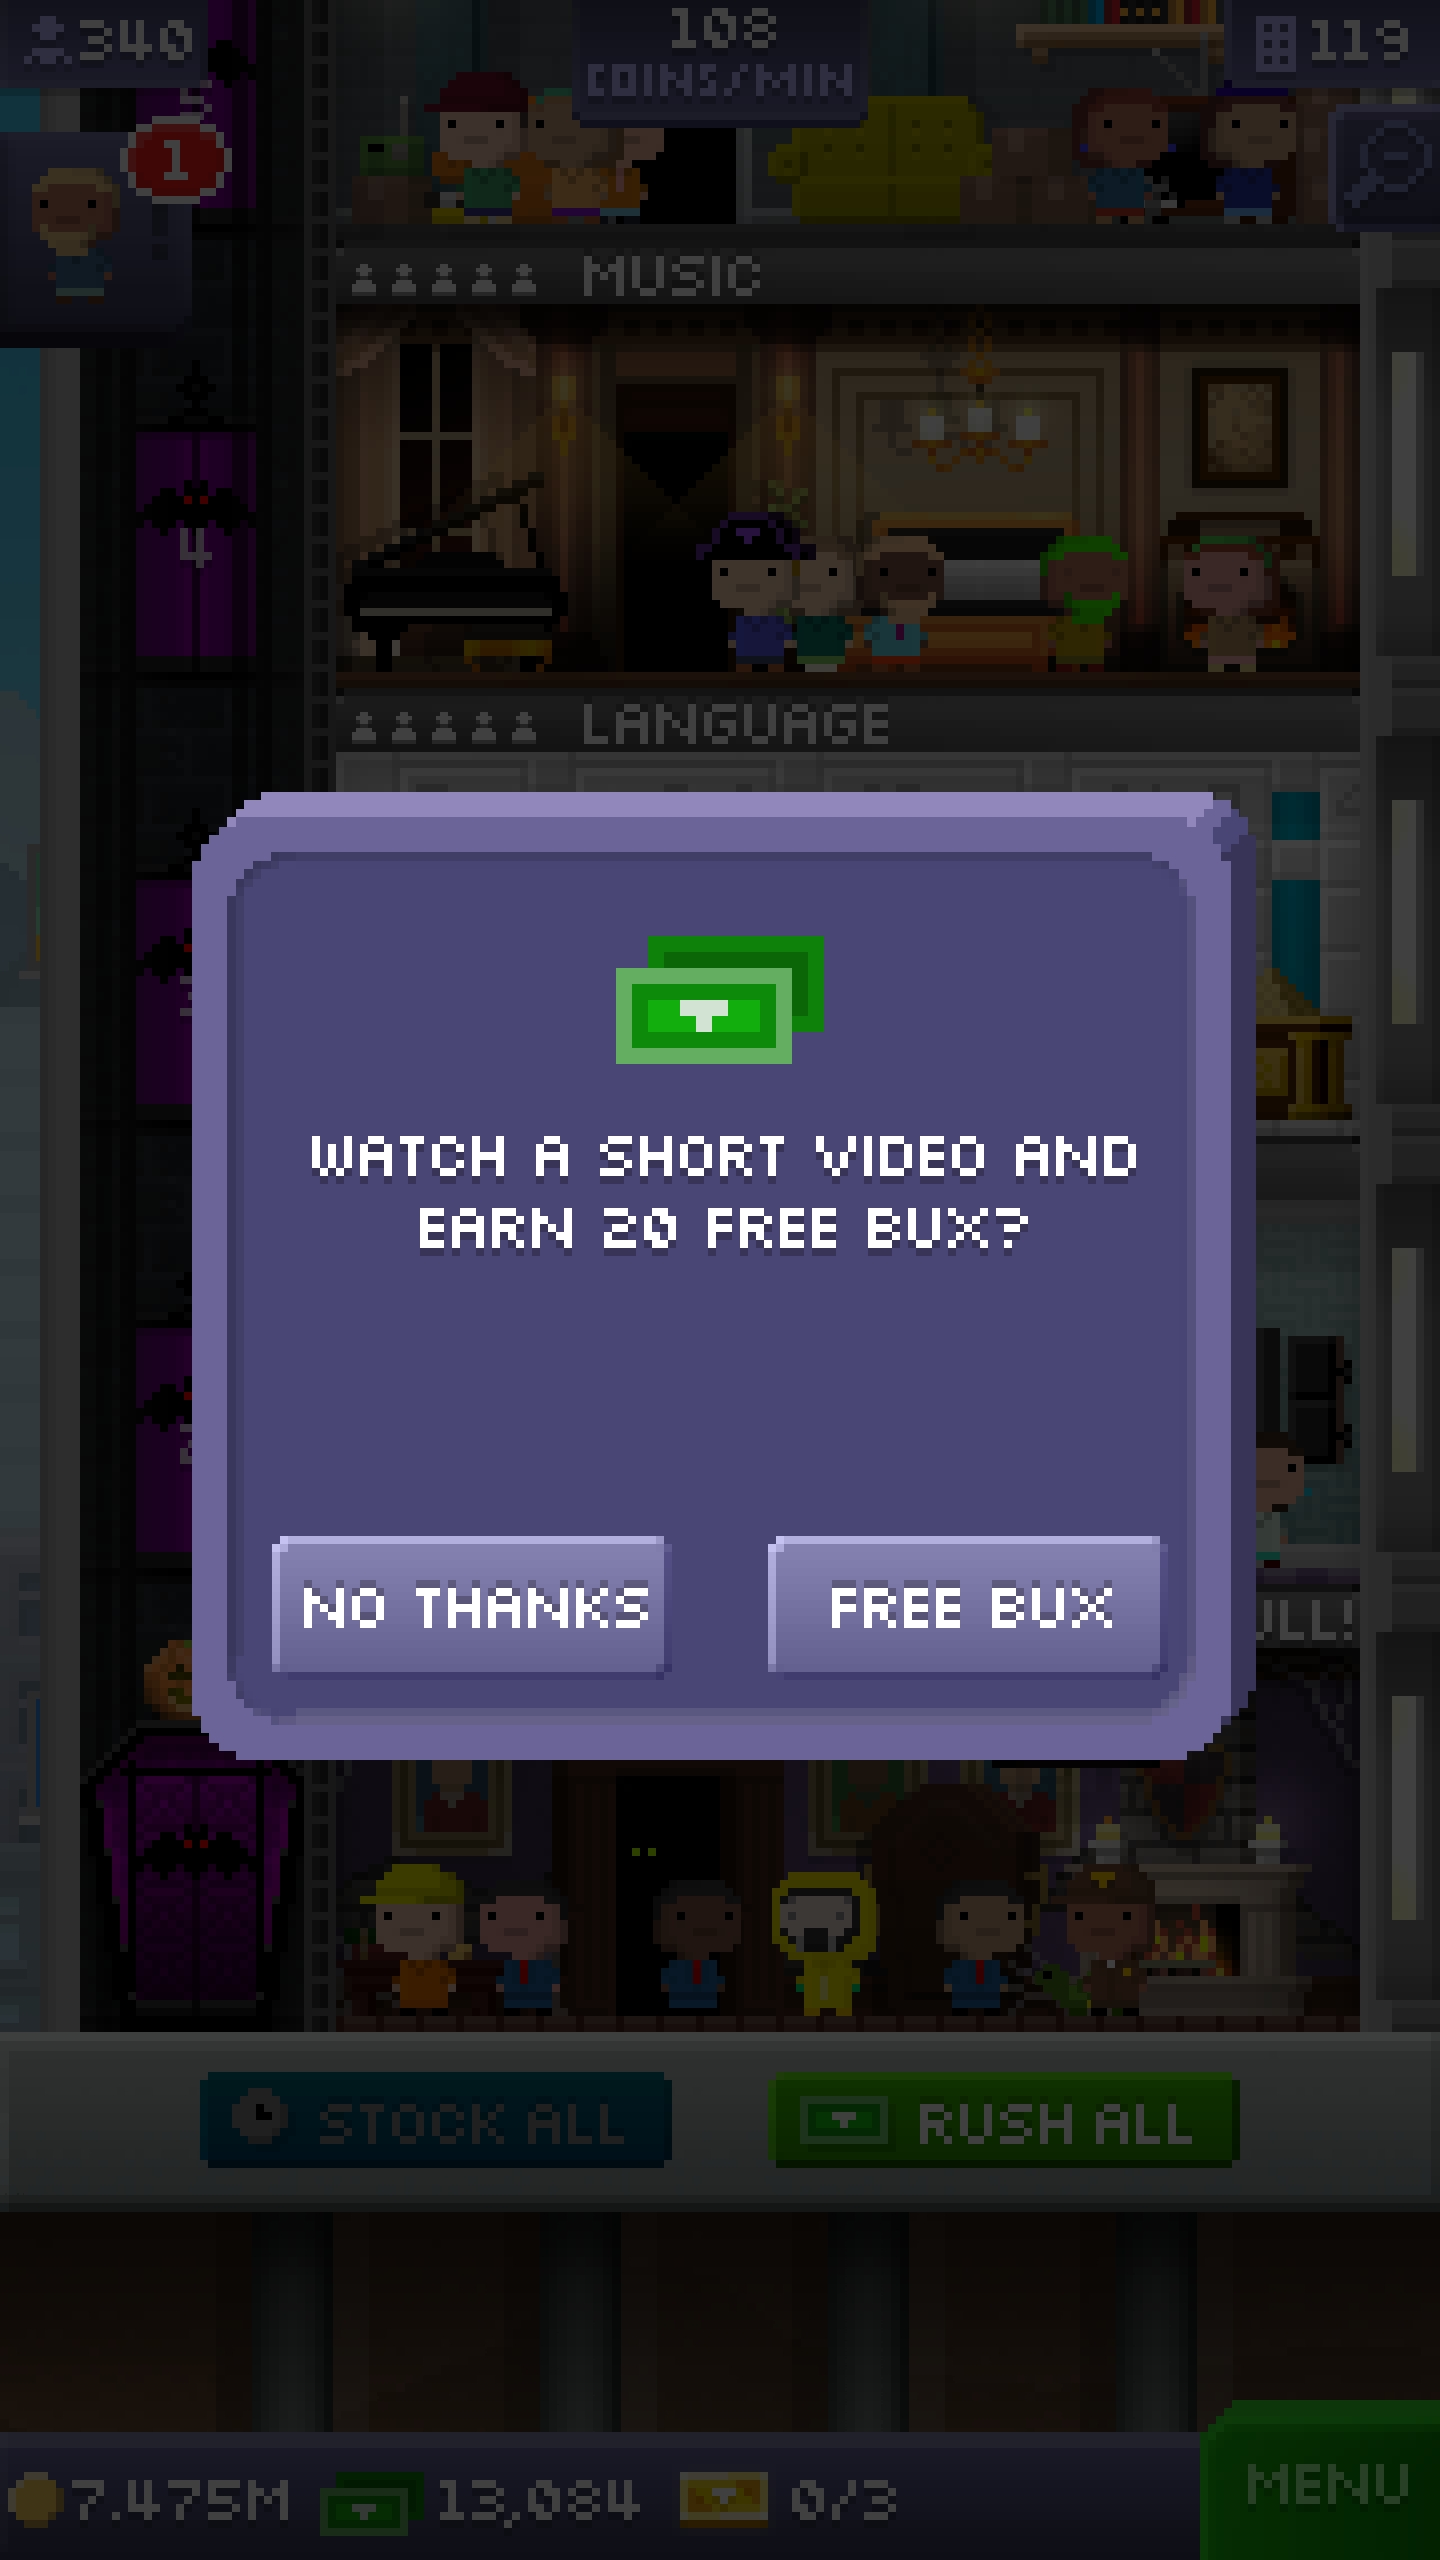 340
108
COINS/MIN
119
1
5
MUSIC
4
LANGUAGE
WATCH A SHORT VIDEO AND
EARN 20 FREE BUX?
NO THANKS
FREE BUX
STOCK ALL
RUSH ALL
7.475M
13,084
0/3
MENU